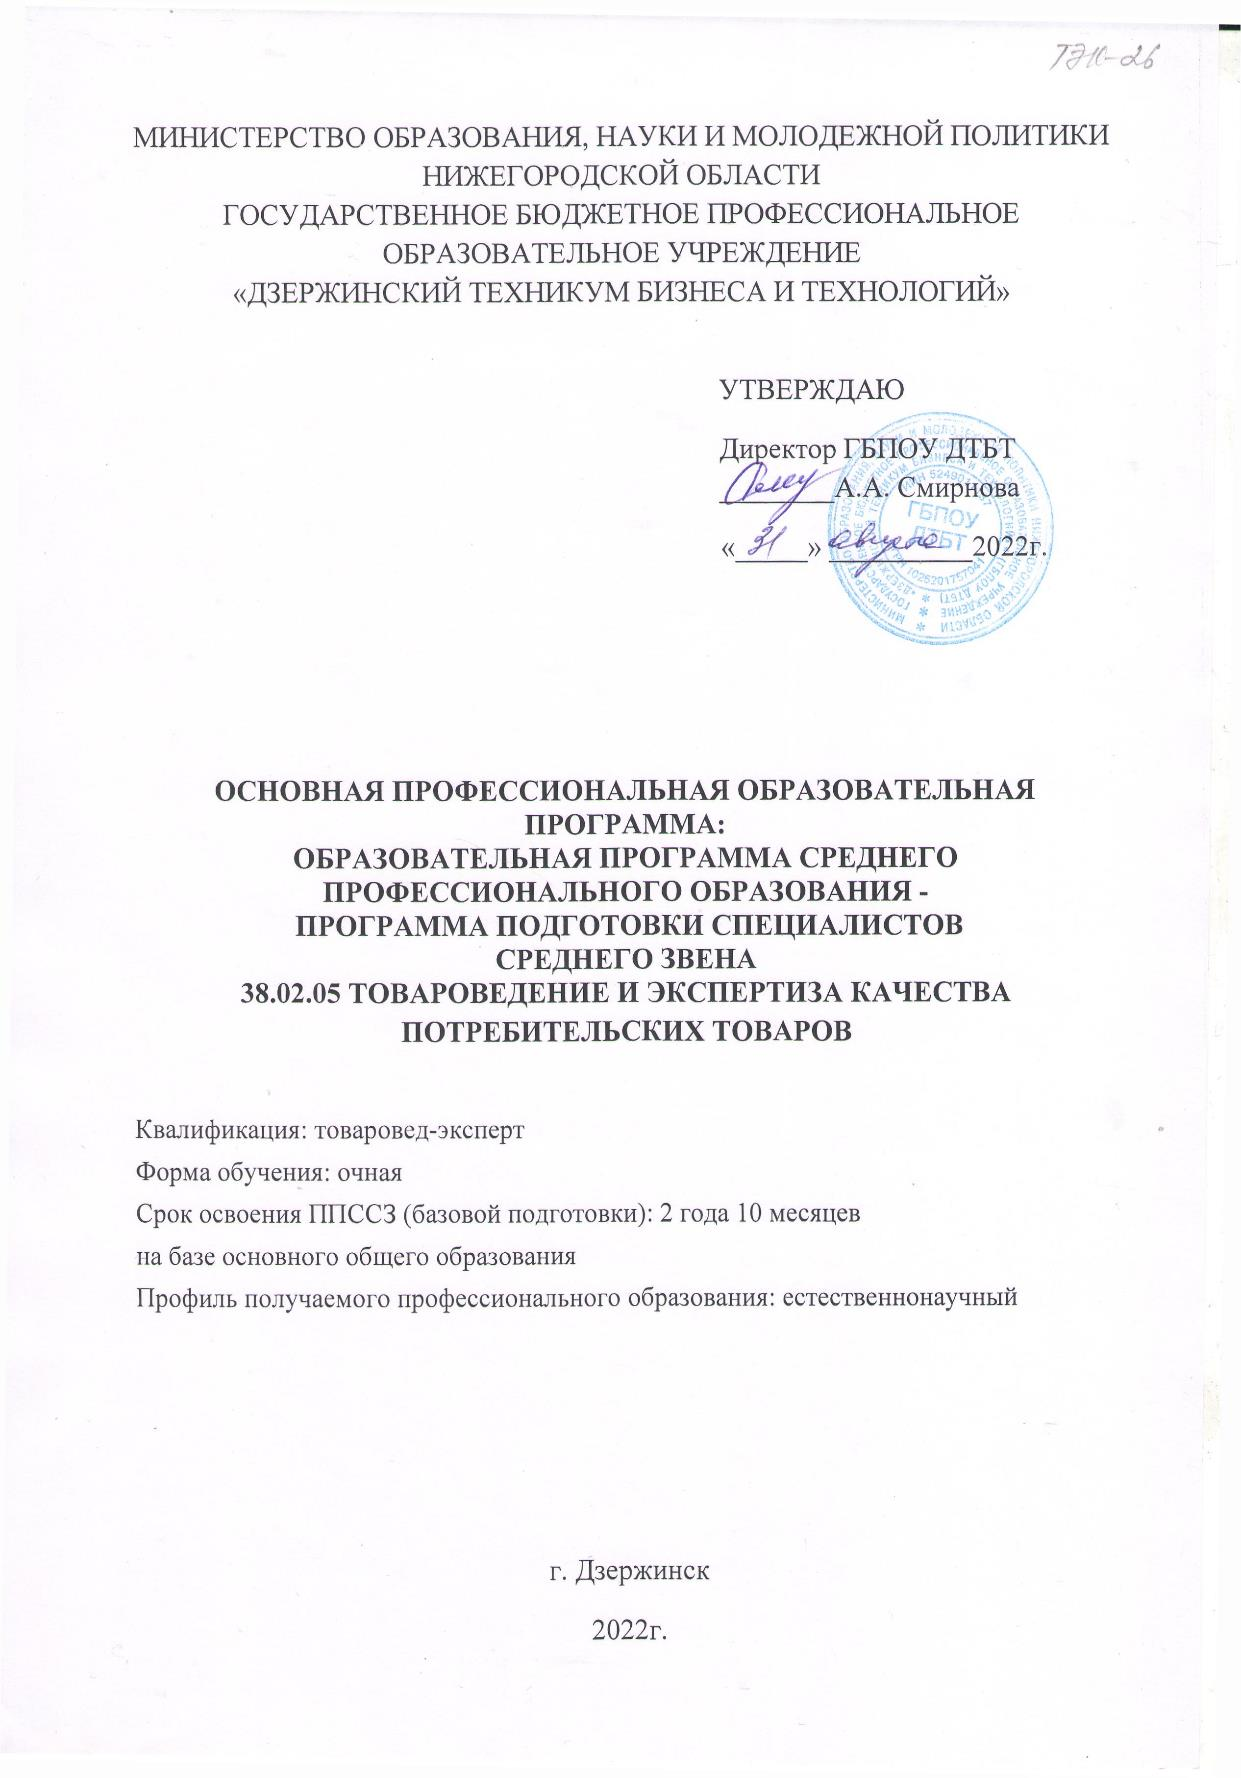 ТЭК-26
МИНИСТЕРСТВО ОБРАЗОВАНИЯ, НАУКИ И МОЛОДЕЖНОЙ ПОЛИТИКИ
НИЖЕГОРОДСКОЙ ОБЛАСТИ
ГОСУДАРСТВЕННОЕ БЮДЖЕТНОЕ ПРОФЕССИОНАЛЬНОЕ
ОБРАЗОВАТЕЛЬНОЕ УЧРЕЖДЕНИЕ
«ДЗЕРЖИНСКИЙ ТЕХНИКУМ БИЗНЕСА И ТЕХНОЛОГИЙ»
УТВЕРЖДАЮ
Директор ГБПОУ ДТБТ
________А.А. Смирнова
« 31 » августа 2022г.
ГБПОУ
ДТБТ
ОСНОВНАЯ ПРОФЕССИОНАЛЬНАЯ ОБРАЗОВАТЕЛЬНАЯ
ПРОГРАММА:
ОБРАЗОВАТЕЛЬНАЯ ПРОГРАММА СРЕДНЕГО
ПРОФЕССИОНАЛЬНОГО ОБРАЗОВАНИЯ -
ПРОГРАММА ПОДГОТОВКИ СПЕЦИАЛИСТОВ
СРЕДНЕГО ЗВЕНА
38.02.05 ТОВАРОВЕДЕНИЕ И ЭКСПЕРТИЗА КАЧЕСТВА
ПОТРЕБИТЕЛЬСКИХ ТОВАРОВ
Квалификация: товаровед-эксперт
Форма обучения: очная
Срок освоения ППССЗ (базовой подготовки): 2 года 10 месяцев
на базе основного общего образования
Профиль получаемого профессионального образования: естественнонаучный
г. Дзержинск
2022г.